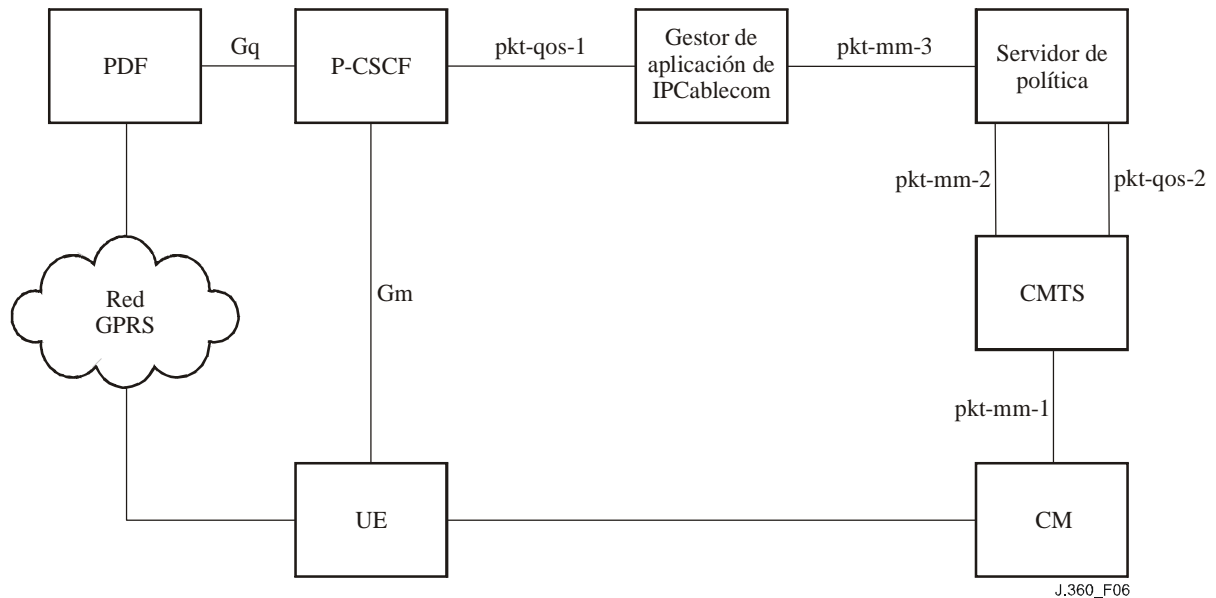 PDF
Gq
P-CSCF
pkt-qos-1
Gestor de
aplicación de
IPCablecom
pkt-mm-3
Servidor de
política
pkt-mm-2
pkt-qos-2
Red
GPRS
Gm
CMTS
pkt-mm-1
UE
CM
J.360_F06